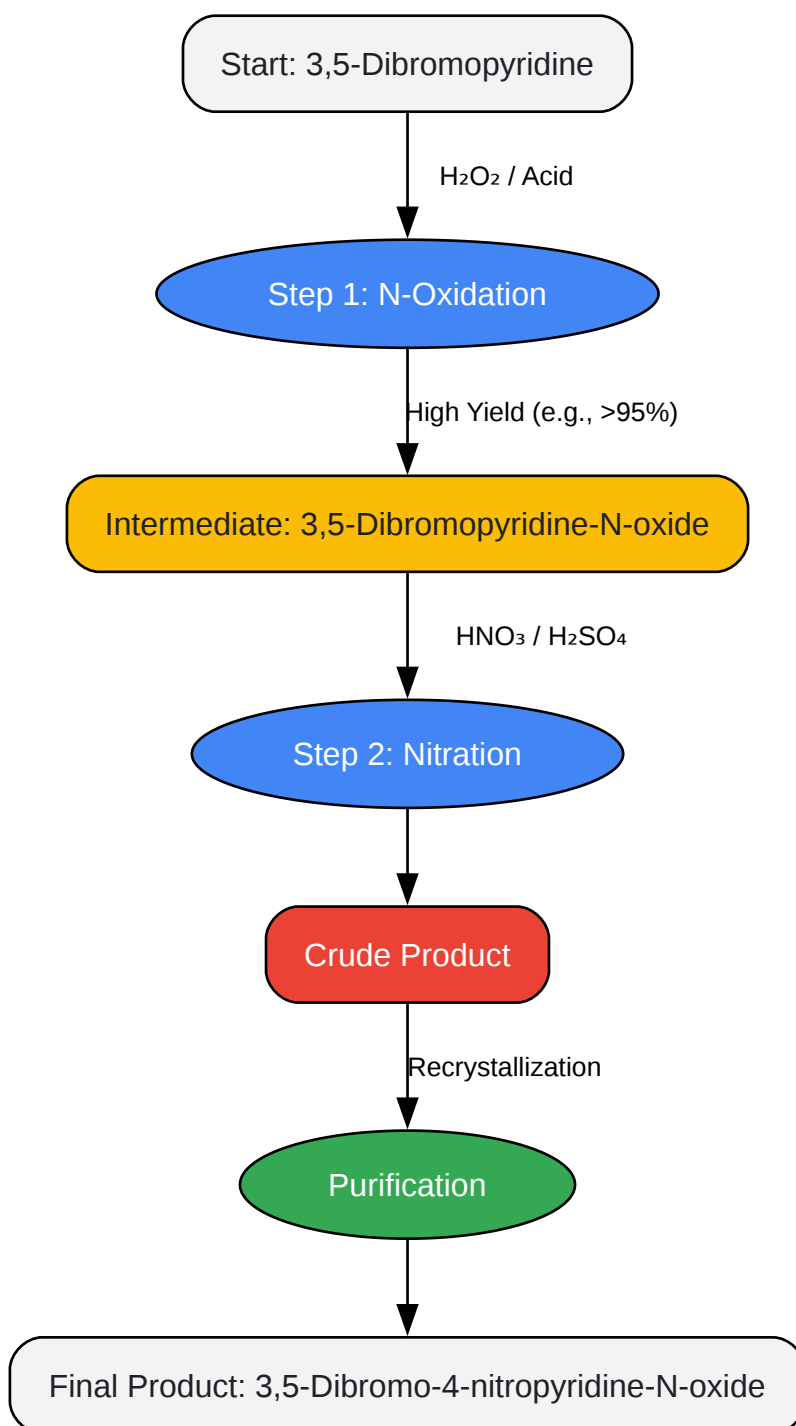 Start: 3,5-Dibromopyridine
H₂O₂ / Acid
Step 1: N-Oxidation
High Yield (e.g., >95%)
Intermediate: 3,5-Dibromopyridine-N-oxide
HNO₃ / H₂SO₄
Step 2: Nitration
Crude Product
Recrystallization
Purification
Final Product: 3,5-Dibromo-4-nitropyridine-N-oxide